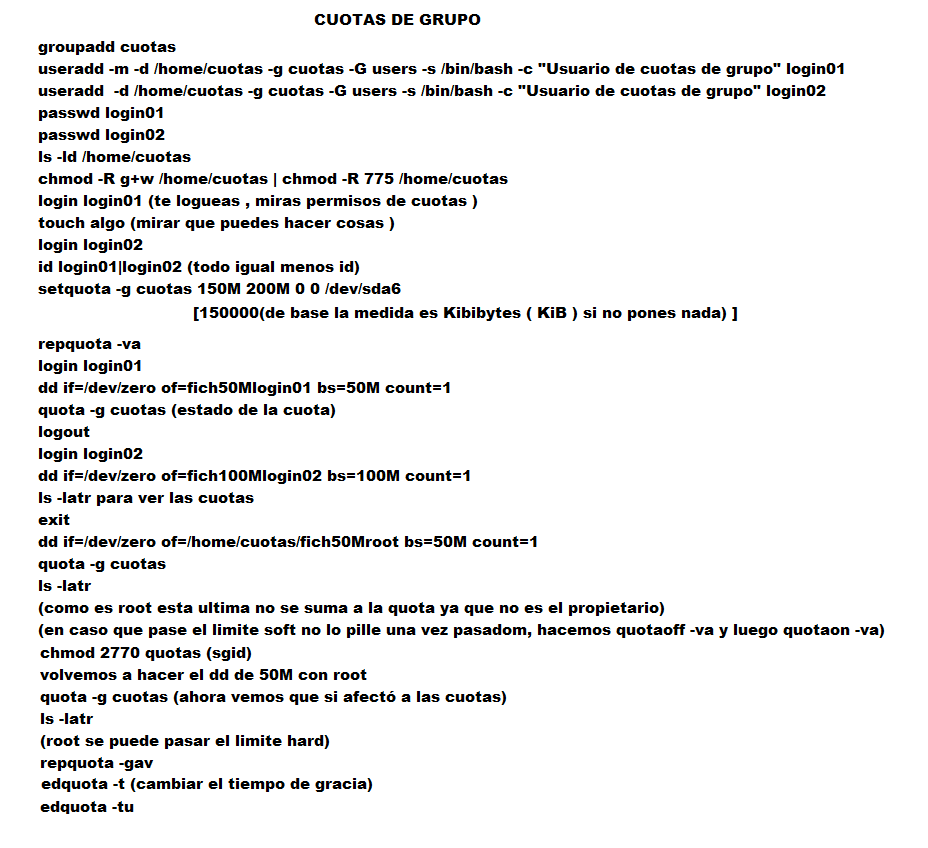 CUOTAS DE GRUPO
groupadd cuotas
useradd -m -d /home/cuotas -g cuotas -G users -s /bin/bash -c "Usuario de cuotas de grupo" login01
useradd  -d /home/cuotas -g cuotas -G users -s /bin/bash -c "Usuario de cuotas de grupo" login02
passwd login01
passwd login02
ls -ld /home/cuotas
chmod -R g+w /home/cuotas | chmod -R 775 /home/cuotas
login login01 (te logueas , miras permisos de cuotas )
touch algo (mirar que puedes hacer cosas )
login login02
id login01|login02 (todo igual menos id)
setquota -g cuotas 150M 200M 0 0 /dev/sda6
[150000(de base la medida es Kibibytes ( KiB ) si no pones nada) ]
repquota -va
login login01
dd if=/dev/zero of=fich50Mlogin01 bs=50M count=1
quota -g cuotas (estado de la cuota)
logout
login login02
dd if=/dev/zero of=fich100Mlogin02 bs=100M count=1
ls -latr para ver las cuotas
exit
dd if=/dev/zero of=/home/cuotas/fich50Mroot bs=50M count=1
quota -g cuotas
ls -latr
(como es root esta ultima no se suma a la quota ya que no es el propietario)
(en caso que pase el limite soft no lo pille una vez pasadom, hacemos quotaoff -va y luego quotaon -va)
chmod 2770 quotas (sgid)
volvemos a hacer el dd de 50M con root
quota -g cuotas (ahora vemos que si afectó a las cuotas)
ls -latr
(root se puede pasar el limite hard)
repquota -gav
edquota -t (cambiar el tiempo de gracia)
edquota -tu